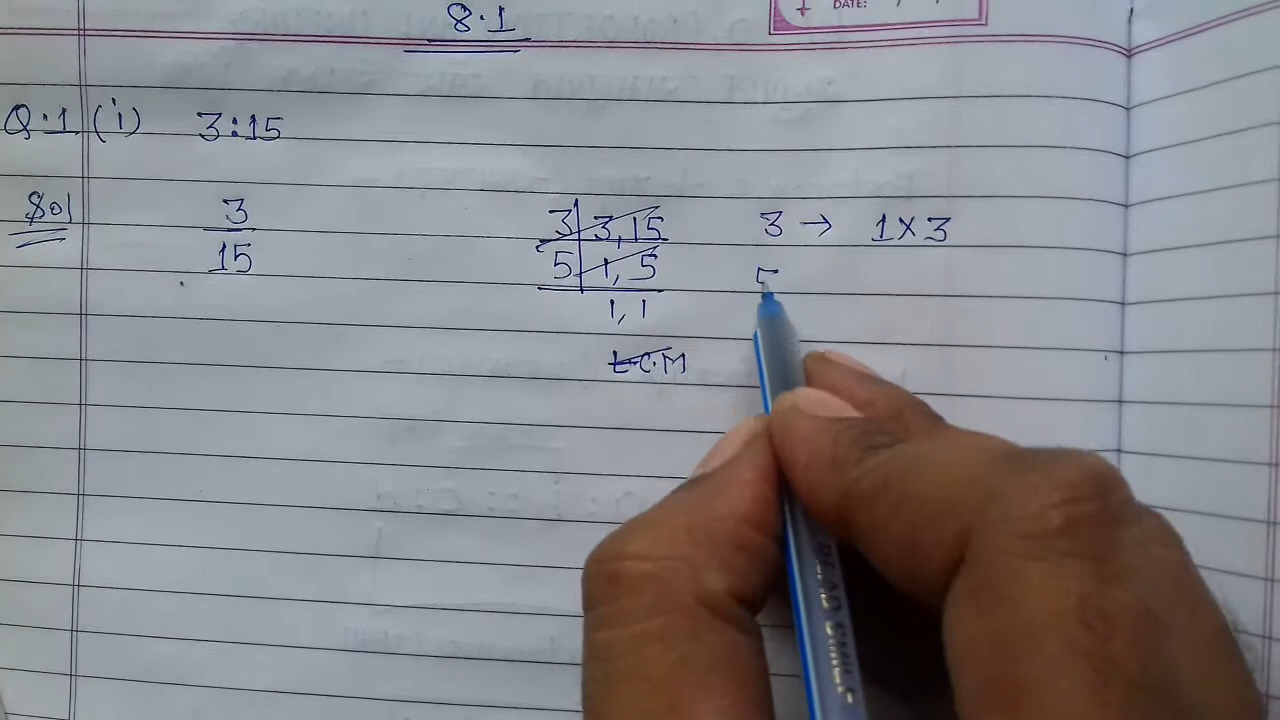 DATE:
8.1
Q.1 (i) 3:15
Sol 3
15
3 3,15
5 1, 5
1, 1
L.C.M
3 → 1×3
5